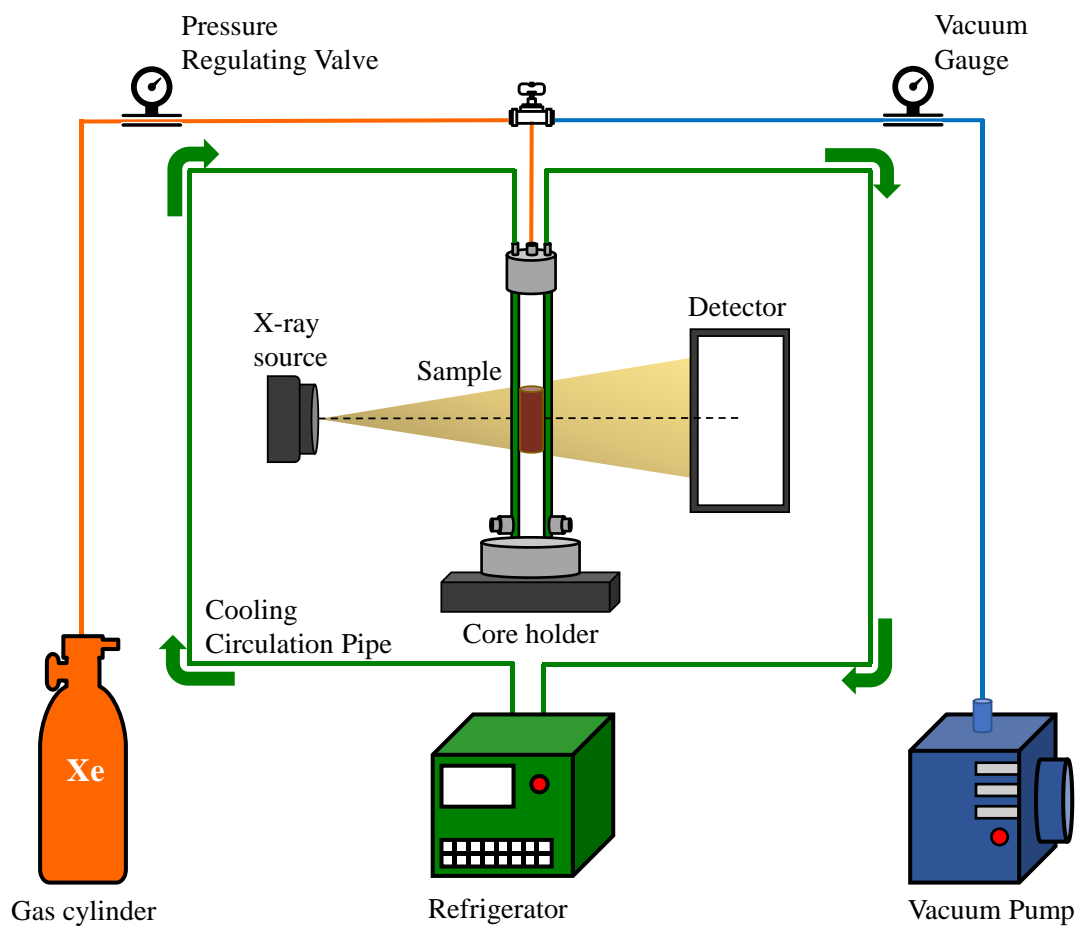 Pressure
Regulating Valve
Vacuum
Gauge
X-ray
source
Sample
Detector
Cooling
Circulation Pipe
Core holder
Xe
Gas cylinder
Refrigerator
Vacuum Pump